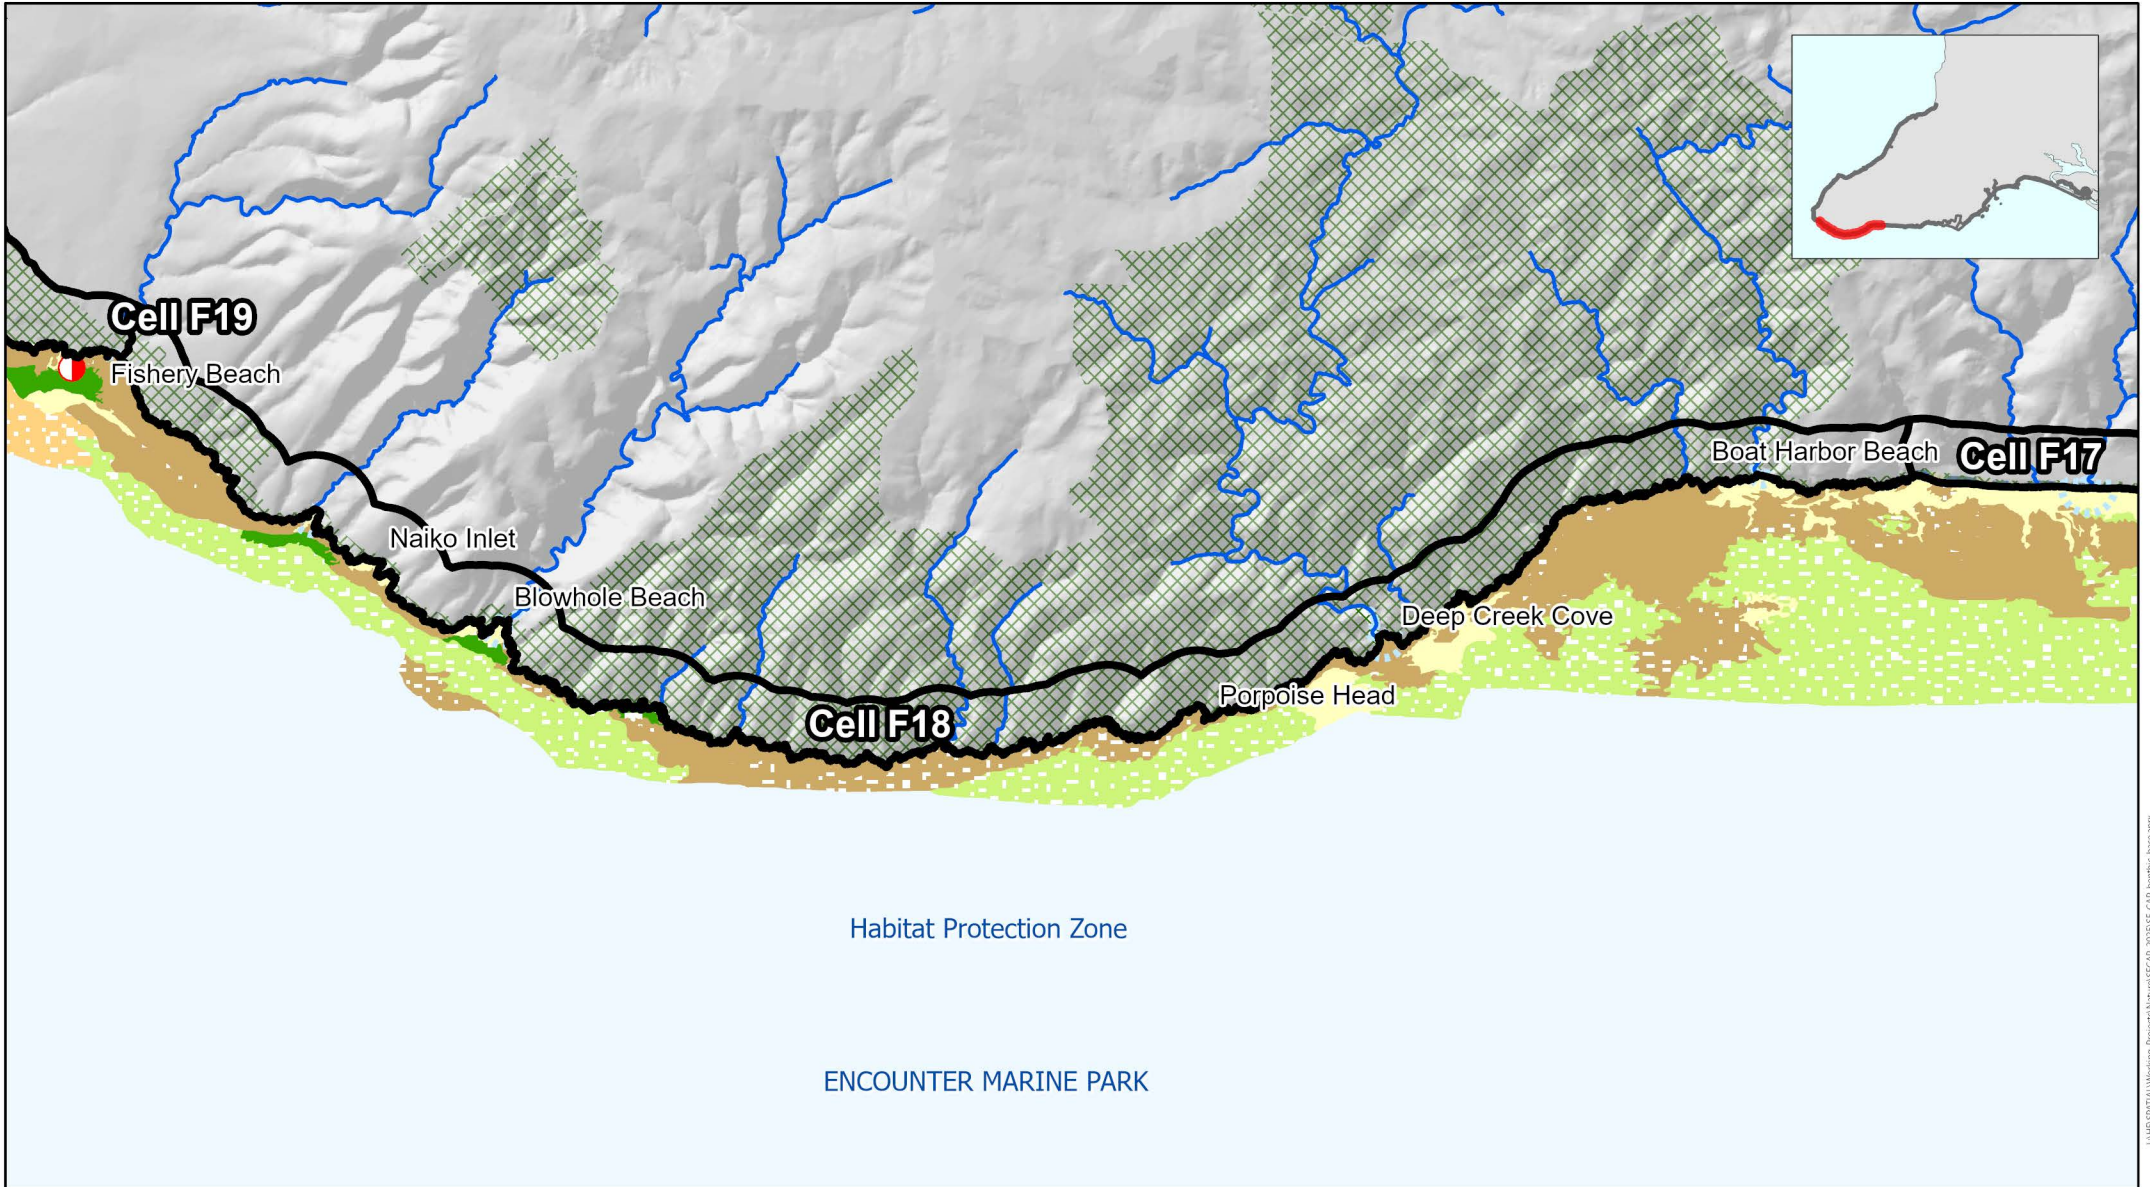 Cell F19
Fishery Beach
Boat Harbor Beach
Cell F17
Naiko Inlet
Blowhole Beach
Deep Creek Cove
Porpoise Head
Cell F18
Habitat Protection Zone
ENCOUNTER MARINE PARK